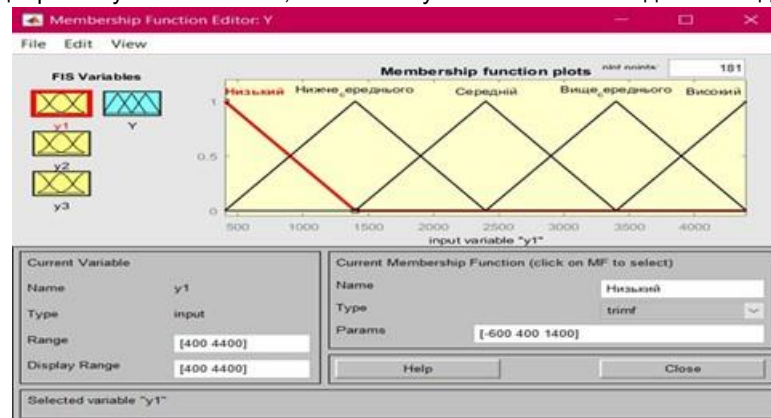 Membership Function Editor: Y
File Edit View
FIS Variables
Membership function plots
plot points:
181
y1
Y
y2
y3
Низький
Нижче_середнього
Середній
Вище_середнього
Високий
1
0.5
0
500 1000 1500 2000 2500 3000 3500 4000
input variable "y1"
Current Variable
Name y1
Type input
Range [400 4400]
Display Range [400 4400]
Current Membership Function (click on MF to select)
Name Низький
Type trimf
Params [-600 400 1400]
Help Close
Selected variable "y1"